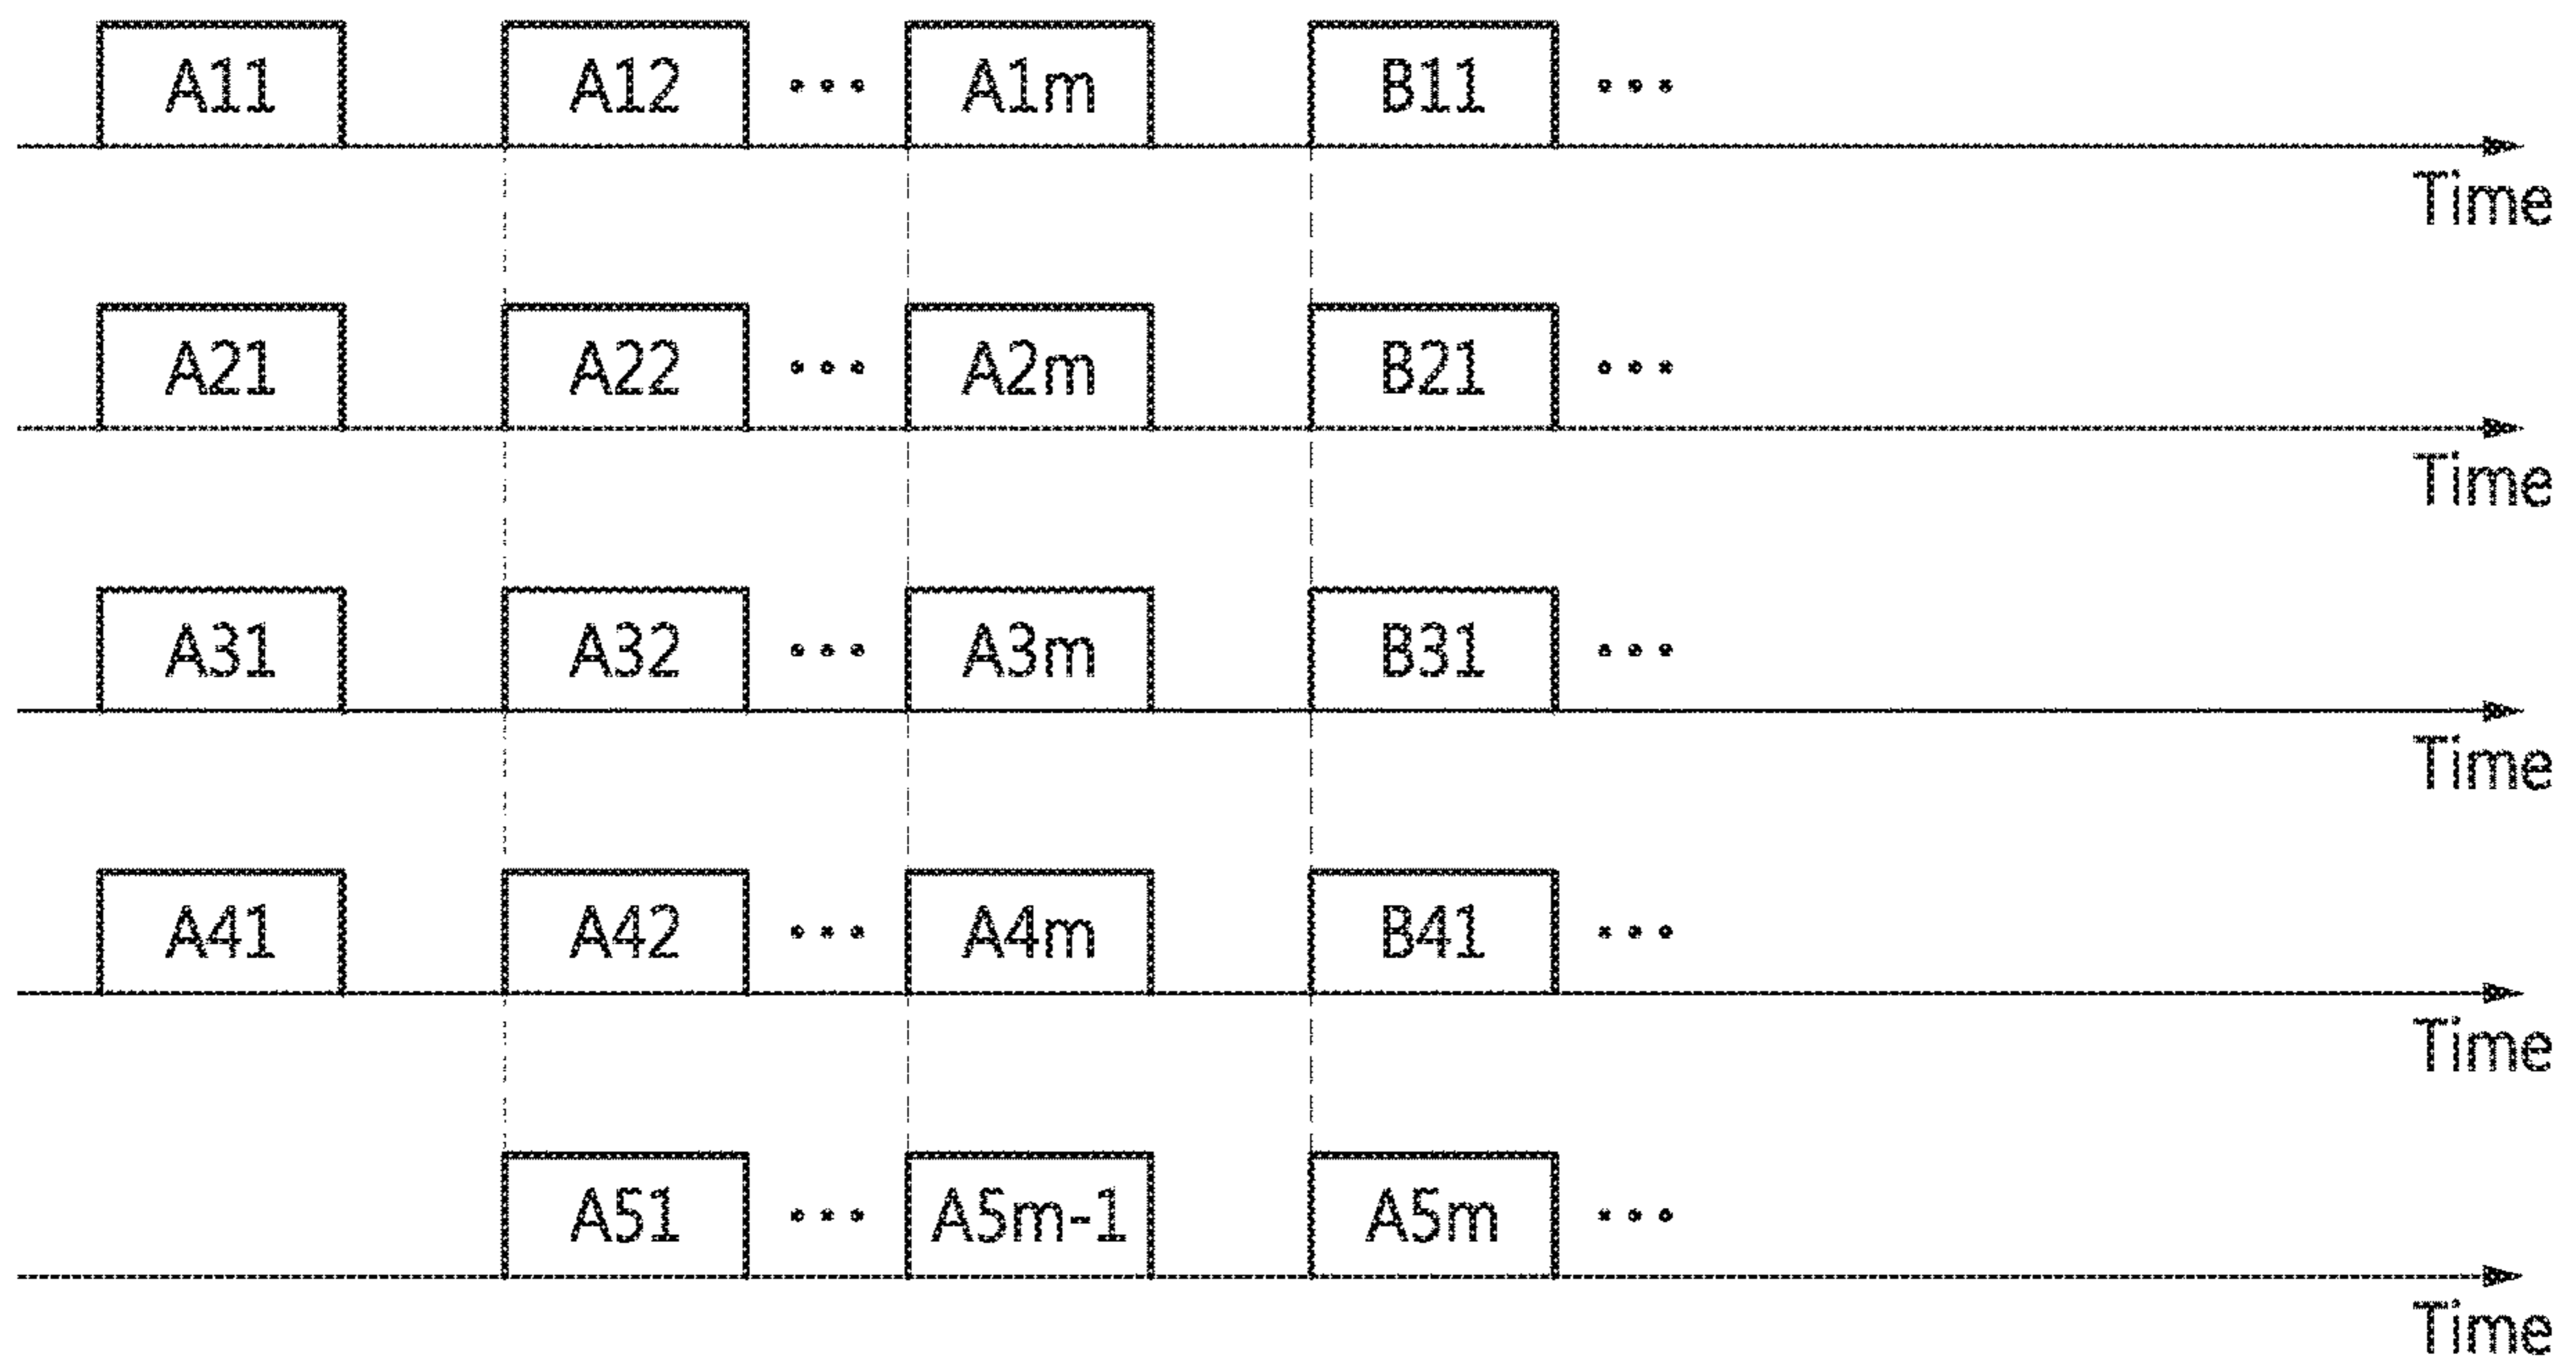 A11 A12 ••• A1m B11 •••
Time
A21 A22 ••• A2m B21 •••
Time
A31 A32 ••• A3m B31 •••
Time
A41 A42 ••• A4m B41 •••
Time
A51 ••• A5m-1 A5m •••
Time